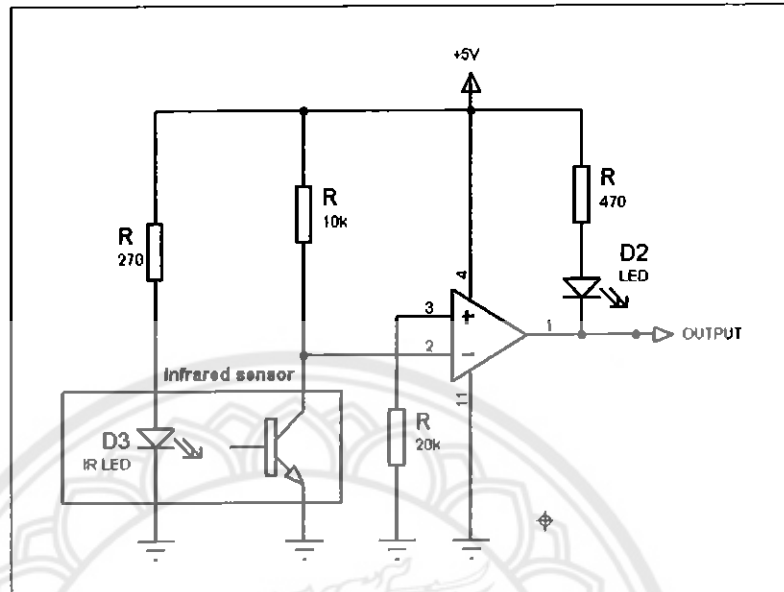 +5V
R
470
R
10k
R
270
D2
LED
4
3
+
2
-
1
OUTPUT
11
Infrared sensor
R
20k
D3
IR LED